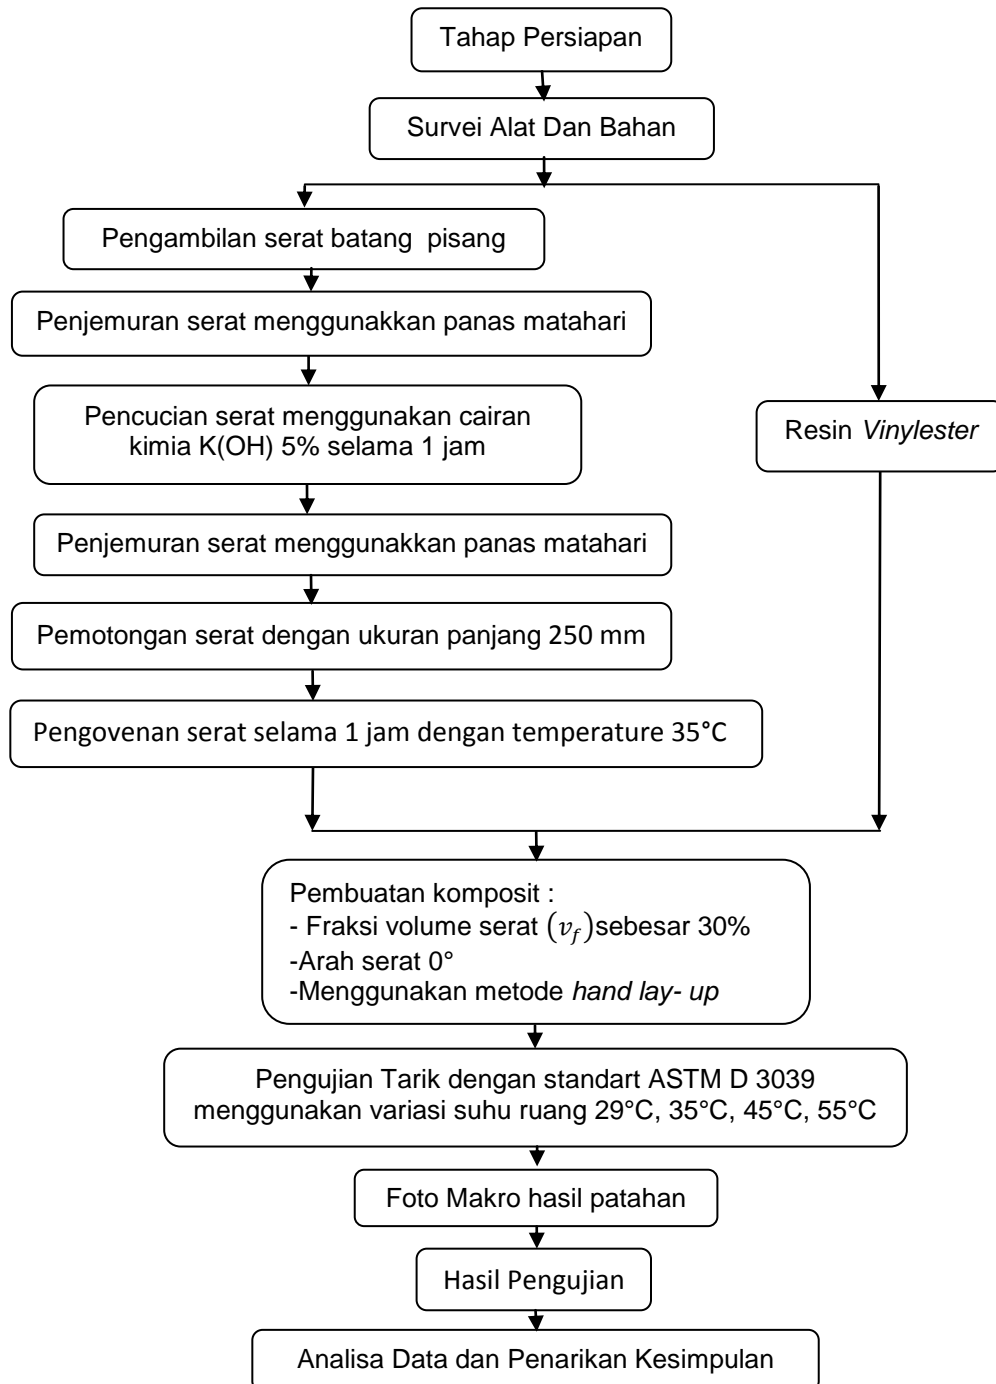 Tahap Persiapan
Survei Alat Dan Bahan
Pengambilan serat batang  pisang
Penjemuran serat menggunakkan panas matahari
Pencucian serat menggunakan cairan
kimia K(OH) 5% selama 1 jam
Resin Vinylester
Penjemuran serat menggunakkan panas matahari
Pemotongan serat dengan ukuran panjang 250 mm
Pengovenan serat selama 1 jam dengan temperature 35°C
Pembuatan komposit :
- Fraksi volume serat (v_f)sebesar 30%
-Arah serat 0°
-Menggunakan metode hand lay- up
Pengujian Tarik dengan standart ASTM D 3039
menggunakan variasi suhu ruang 29°C, 35°C, 45°C, 55°C
Foto Makro hasil patahan
Hasil Pengujian
Analisa Data dan Penarikan Kesimpulan